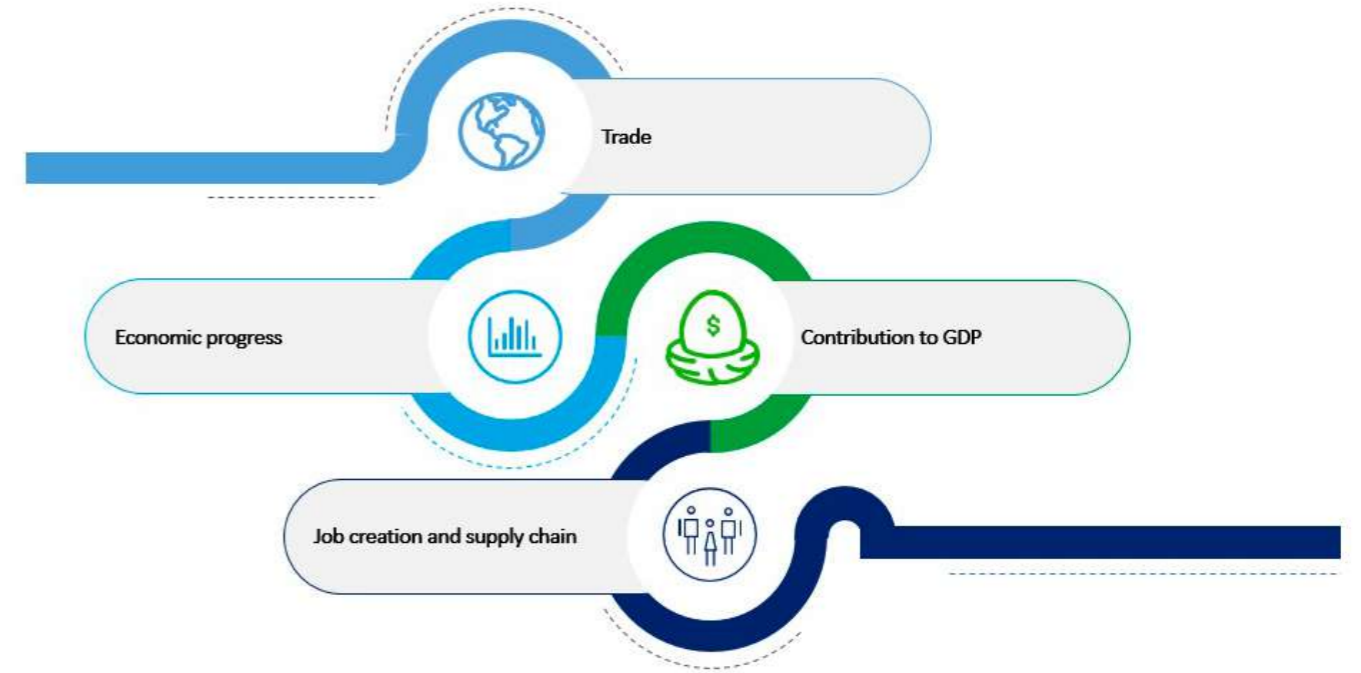 Trade
Economic progress
$
Contribution to GDP
Job creation and supply chain